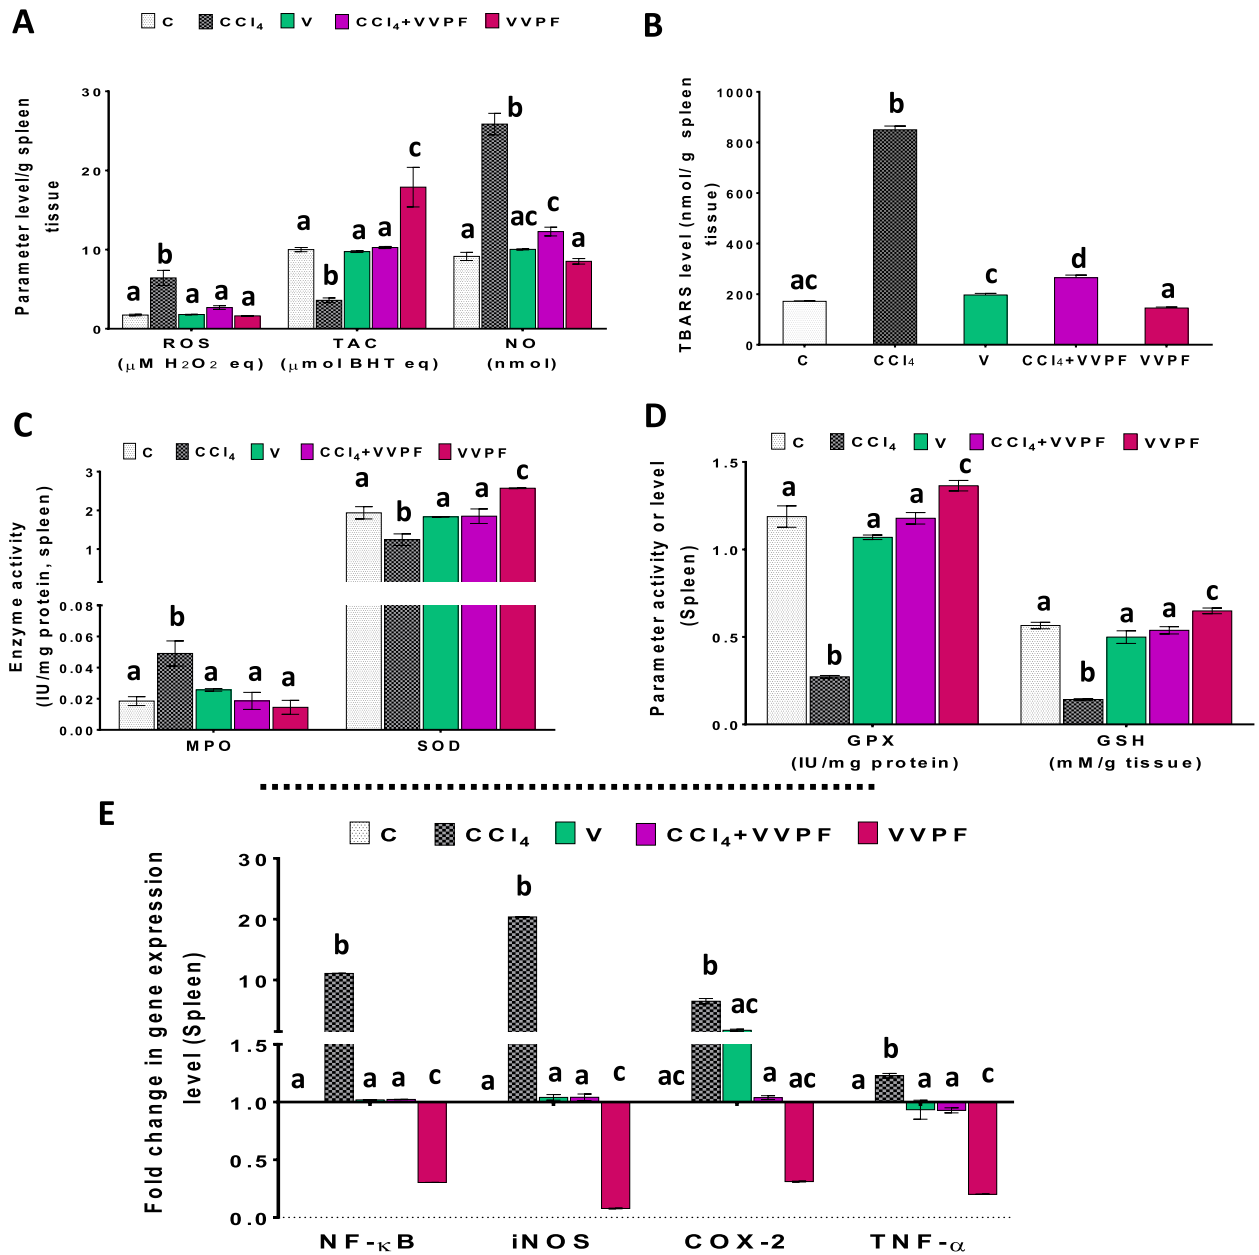 A
C CCl₄ V CCl₄+VVPF VVPF
Parameter level/g spleen
tissue
30
20
10
0
a b a a a
a b a a c
a b ac c a
ROS TAC NO
(μM H₂O₂ eq) (μmol BHT eq) (nmol)
B
TBARS level (nmol/ g spleen
tissue)
1000
800
600
400
200
0
ac b c d a
C CCl₄ V CCl₄+VVPF VVPF
C
C CCl₄ V CCl₄+VVPF VVPF
Enzyme activity
(IU/mg protein, spleen)
3
2
1
0.08
0.06
0.04
0.02
0.00
a b a a a
a b a a c
MPO SOD
D
C CCl₄ V CCl₄+VVPF VVPF
Parameter activity or level
(Spleen)
1.5
1.0
0.5
0.0
a b a a c
a b a a c
GPX GSH
(IU/mg protein) (mM/g tissue)
E
C CCl₄ V CCl₄+VVPF VVPF
Fold change in gene expression
level (Spleen)
30
20
10
1.5
1.0
0.5
0.0
a b a a c
a b a a c
ac b ac a ac
a b a a c
NF-κB iNOS COX-2 TNF-α